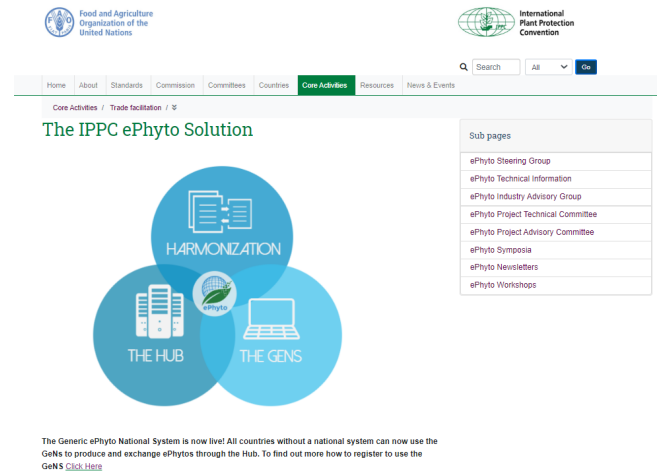 Food and Agriculture
Organization of the
United Nations
International
Plant Protection
Convention
IPPC
Search
All
Go
Home
About
Standards
Commission
Committees
Countries
Core Activities
Resources
News & Events
Core Activities / Trade facilitation /
The IPPC ePhyto Solution
HARMONIZATION
ePhyto
THE HUB
THE GENS
The Generic ePhyto National System is now live! All countries without a national system can now use the
GeNs to produce and exchange ePhytos through the Hub. To find out more how to register to use the
GeNS Click Here
Sub pages
ePhyto Steering Group
ePhyto Technical Information
ePhyto Industry Advisory Group
ePhyto Project Technical Committee
ePhyto Project Advisory Committee
ePhyto Symposia
ePhyto Newsletters
ePhyto Workshops